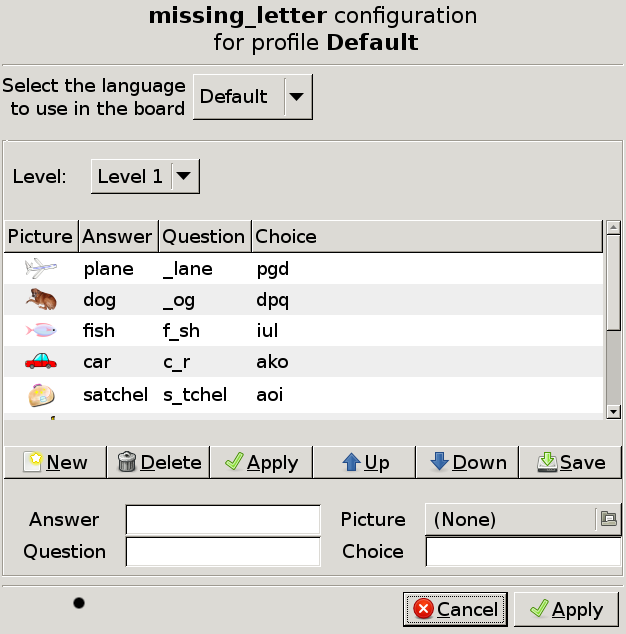 missing_letter configuration
for profile Default
Select the language
to use in the board
Default
Level:
Level 1
Picture Answer Question Choice
plane _lane pgd
dog _og dpq
fish f_sh iul
car c_r ako
satchel s_tchel aoi
New Delete Apply Up Down Save
Answer Picture (None)
Question Choice
Cancel Apply